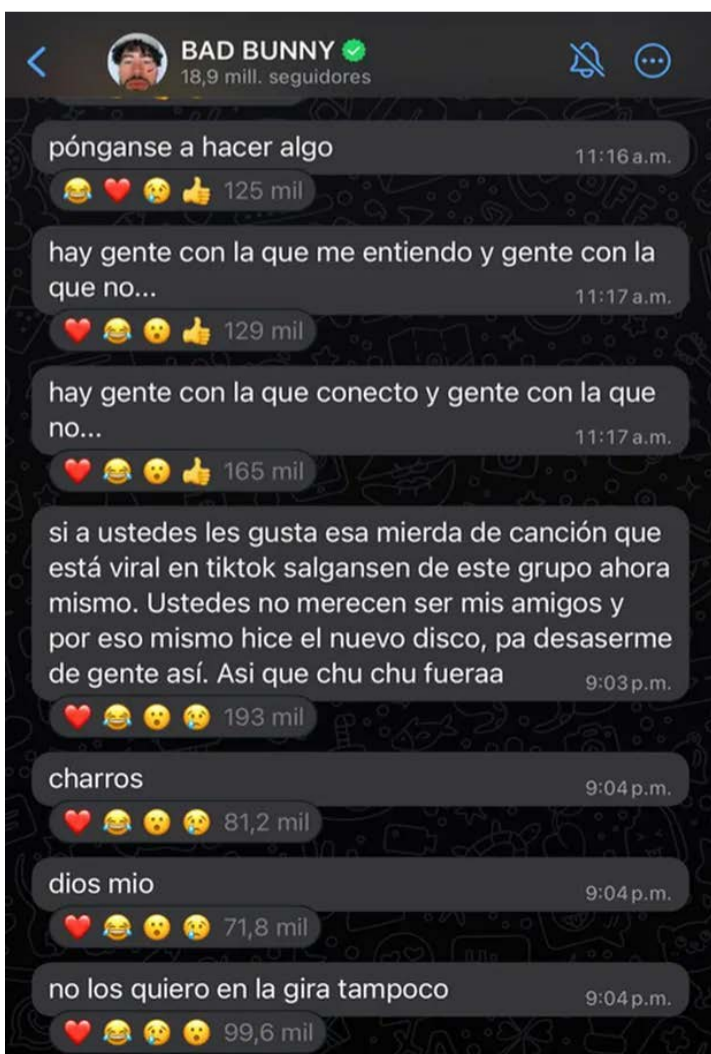 BAD BUNNY
18,9 mill. seguidores
pónganse a hacer algo
11:16 a.m.
125 mil
hay gente con la que me entiendo y gente con la
que no...
11:17 a.m.
129 mil
hay gente con la que conecto y gente con la que
no...
11:17 a.m.
165 mil
si a ustedes les gusta esa mierda de canción que
está viral en tiktok salgansen de este grupo ahora
mismo. Ustedes no merecen ser mis amigos y
por eso mismo hice el nuevo disco, pa desaserme
de gente así. Asi que chu chu fueraa
9:03 p.m.
193 mil
charros
9:04 p.m.
81,2 mil
dios mio
9:04 p.m.
71,8 mil
no los quiero en la gira tampoco
9:04 p.m.
99,6 mil